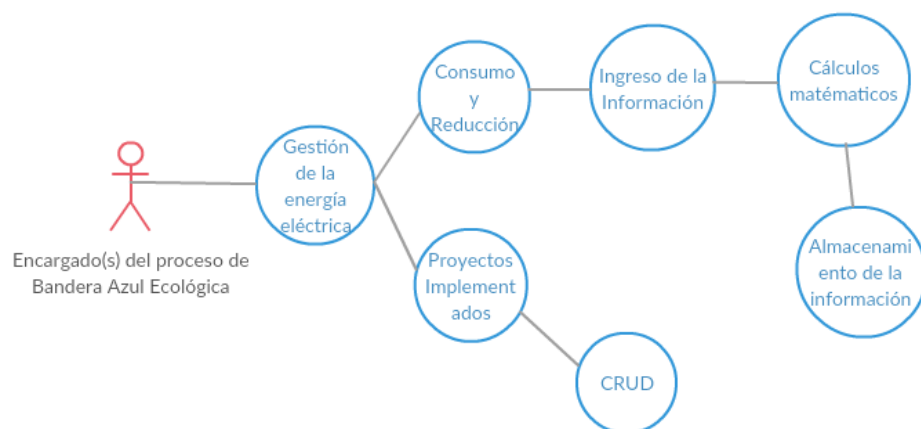 Encargado(s) del proceso de
Bandera Azul Ecológica
Gestión
de la
energía
eléctrica
Consumo
y
Reducción
Ingreso de la
Información
Cálculos
matématicos
Almacenami
ento de la
información
Proyectos
Implement
ados
CRUD